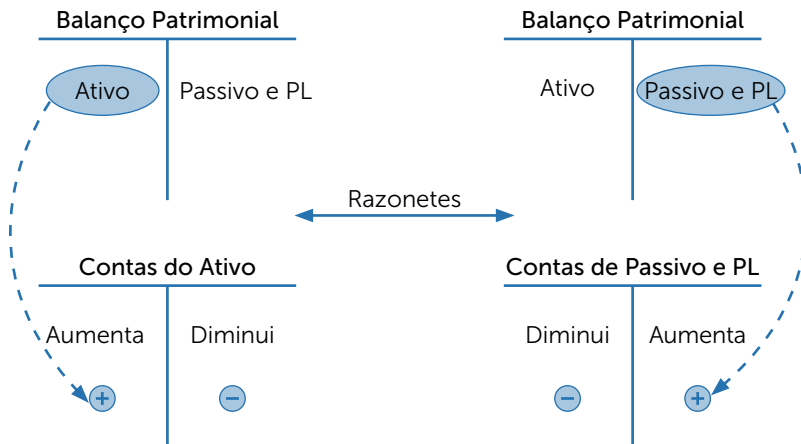 Balanço Patrimonial
Ativo
Passivo e PL
Balanço Patrimonial
Ativo
Passivo e PL
Razonetes
Contas do Ativo
Aumenta
Diminui
+
−
Contas de Passivo e PL
Diminui
Aumenta
−
+